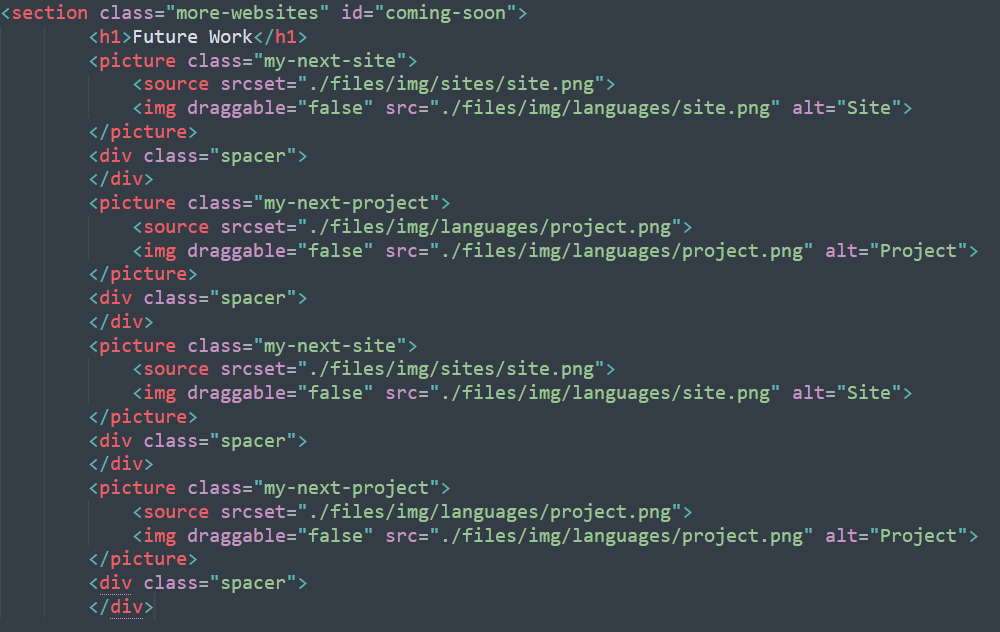 <section class="more-websites" id="coming-soon">
<h1>Future Work</h1>
<picture class="my-next-site">
<source srcset="./files/img/sites/site.png">
<img draggable="false" src="./files/img/languages/site.png" alt="Site">
</picture>
<div class="spacer">
</div>
<picture class="my-next-project">
<source srcset="./files/img/languages/project.png">
<img draggable="false" src="./files/img/languages/project.png" alt="Project">
</picture>
<div class="spacer">
</div>
<picture class="my-next-site">
<source srcset="./files/img/sites/site.png">
<img draggable="false" src="./files/img/languages/site.png" alt="Site">
</picture>
<div class="spacer">
</div>
<picture class="my-next-project">
<source srcset="./files/img/languages/project.png">
<img draggable="false" src="./files/img/languages/project.png" alt="Project">
</picture>
<div class="spacer">
</div>